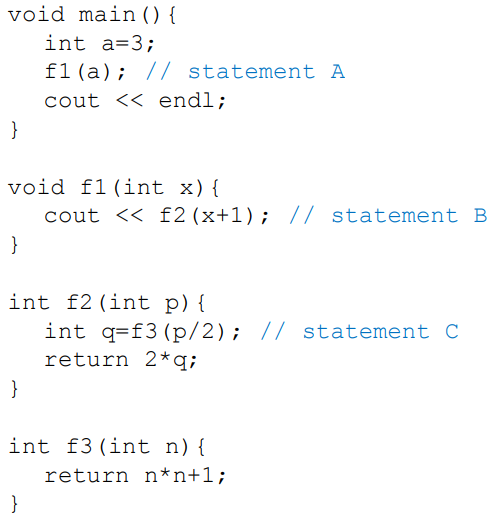 void main(){
int a=3;
f1(a); // statement A
cout << endl;
}
void f1(int x){
cout << f2(x+1); // statement B
}
int f2(int p){
int q=f3(p/2); // statement C
return 2*q;
}
int f3(int n){
return n*n+1;
}